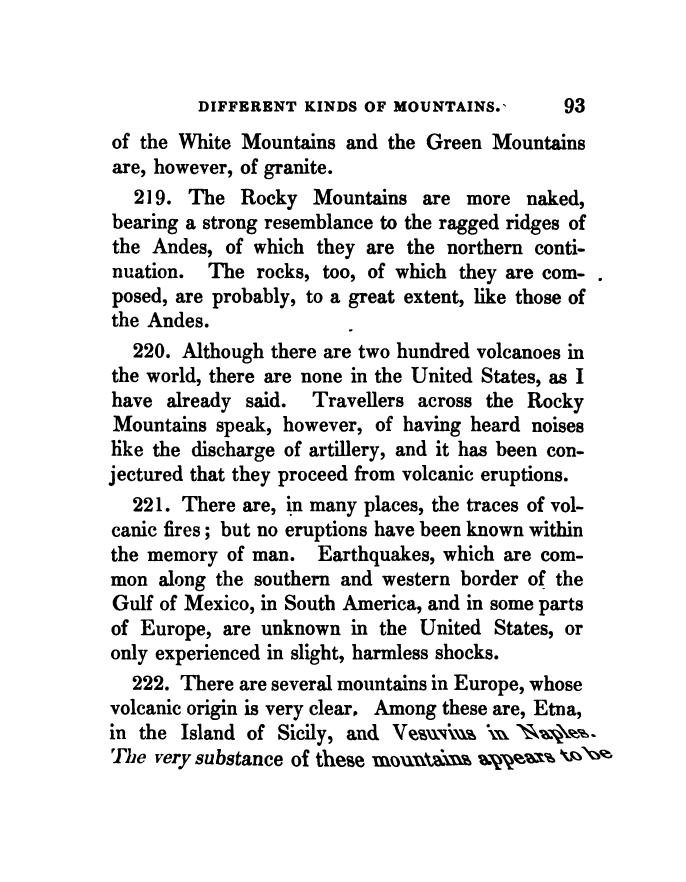 DIFFERENT KINDS OF MOUNTAINS. 93
of the White Mountains and the Green Mountains
are, however, of granite.
219. The Rocky Mountains are more naked,
bearing a strong resemblance to the ragged ridges of
the Andes, of which they are the northern conti-
nuation. The rocks, too, of which they are com-
posed, are probably, to a great extent, like those of
the Andes.
220. Although there are two hundred volcanoes in
the world, there are none in the United States, as I
have already said. Travellers across the Rocky
Mountains speak, however, of having heard noises
like the discharge of artillery, and it has been con-
jectured that they proceed from volcanic eruptions.
221. There are, in many places, the traces of vol-
canic fires; but no eruptions have been known within
the memory of man. Earthquakes, which are com-
mon along the southern and western border of the
Gulf of Mexico, in South America, and in some parts
of Europe, are unknown in the United States, or
only experienced in slight, harmless shocks.
222. There are several mountains in Europe, whose
volcanic origin is very clear. Among these are, Etna,
in the Island of Sicily, and Vesuvius in Naples.
The very substance of these mountains appears to be